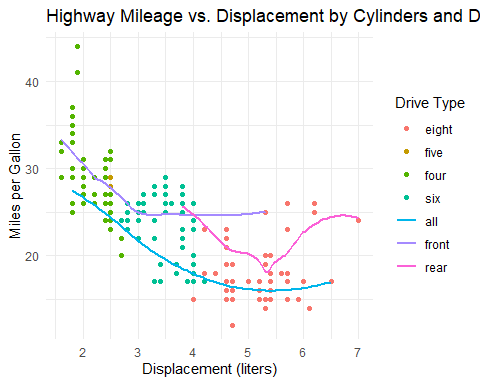 Highway Mileage vs. Displacement by Cylinders and D
Miles per Gallon
40
30
20
2 3 4 5 6 7
Displacement (liters)
Drive Type
eight
five
four
six
all
front
rear